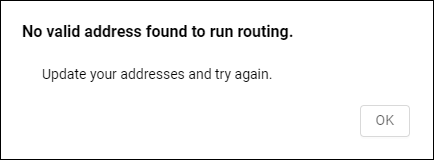 No valid address found to run routing.
Update your addresses and try again.
OK